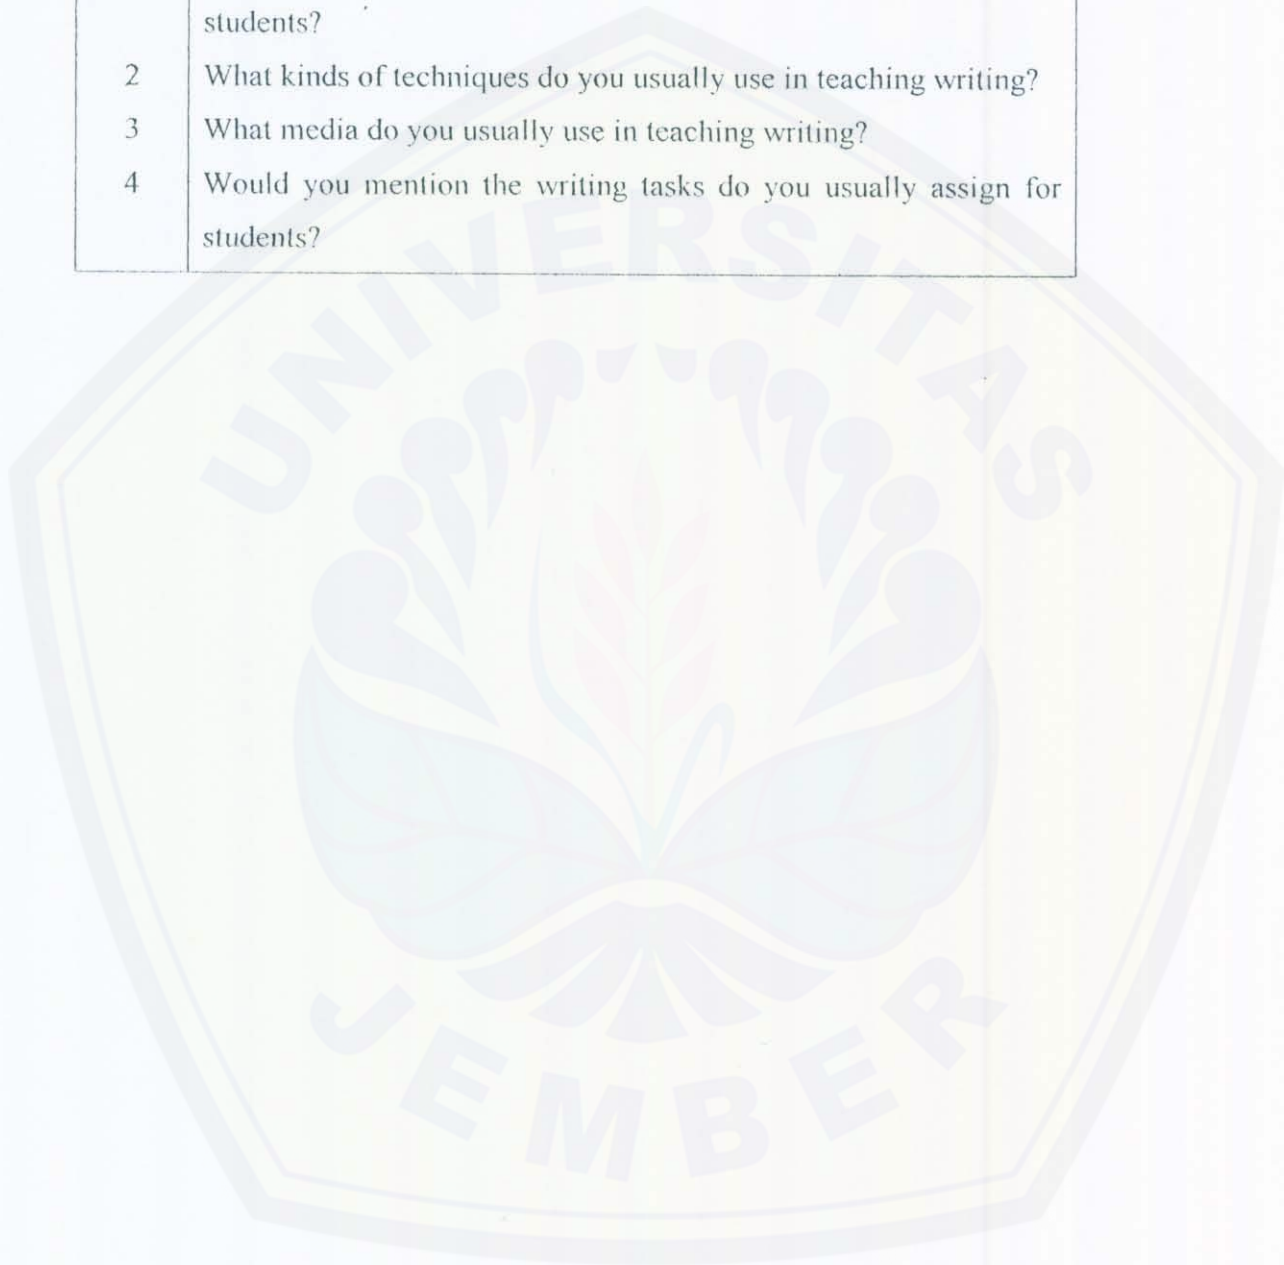 students?
2 What kinds of techniques do you usually use in teaching writing?
3 What media do you usually use in teaching writing?
4 Would you mention the writing tasks do you usually assign for
students?
UNIVERSITAS
JEMBER